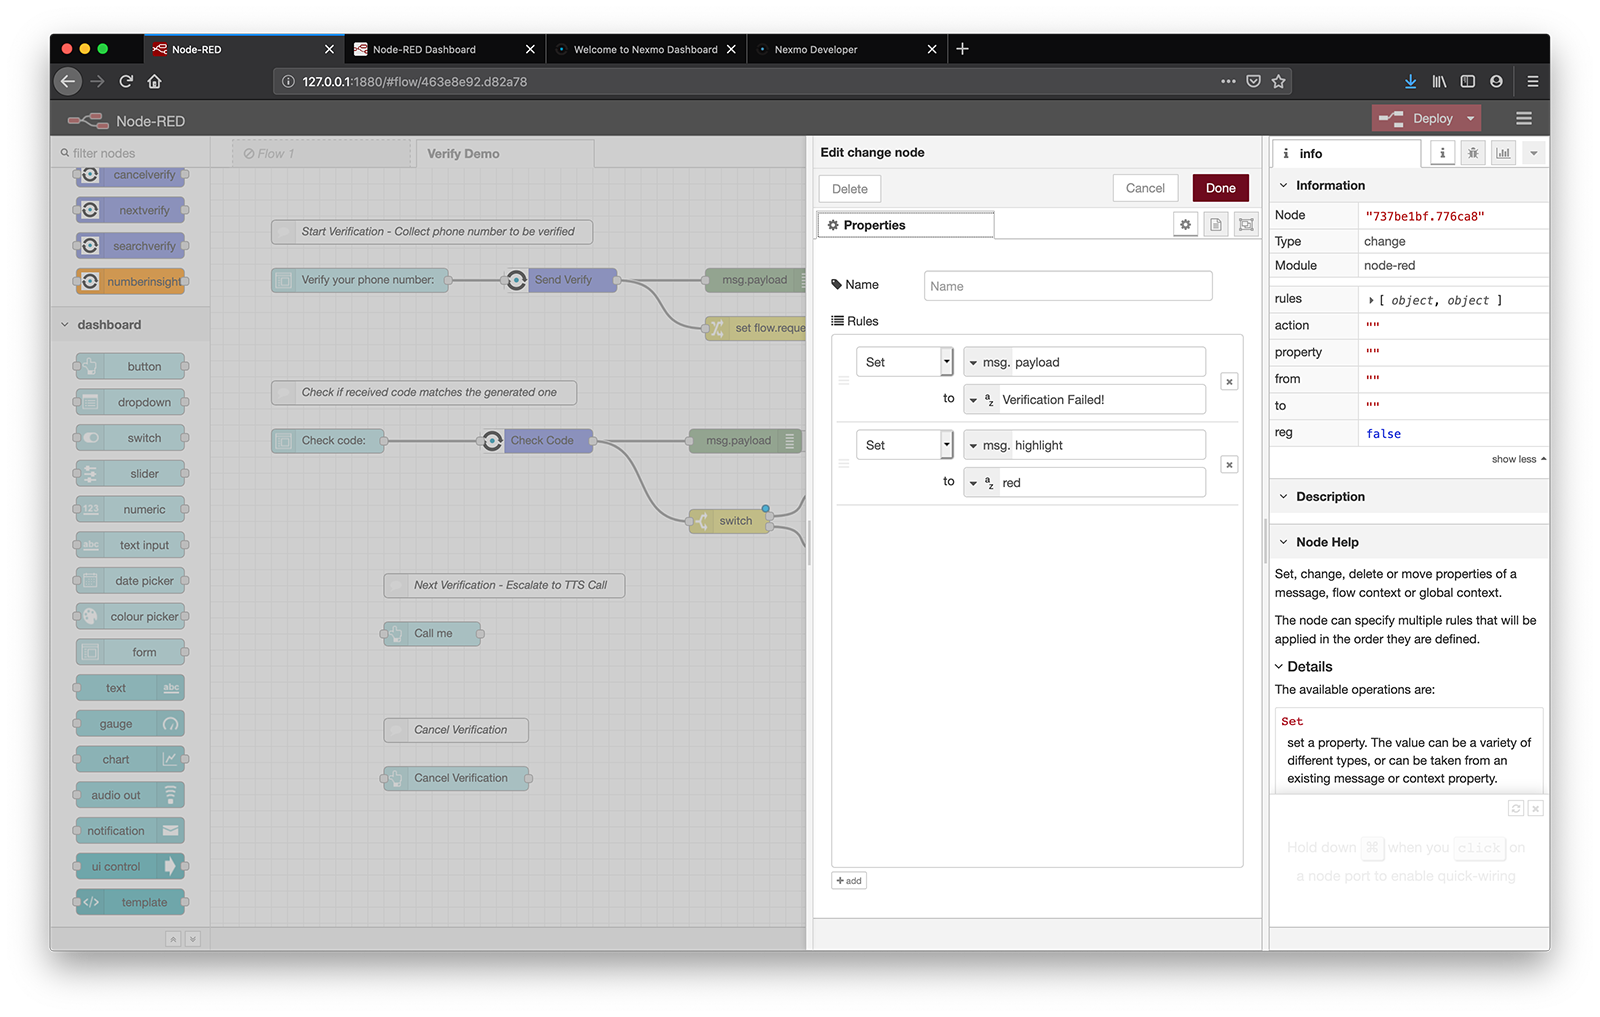 Node-RED
Node-RED Dashboard
Welcome to Nexmo Dashboard
Nexmo Developer
127.0.0.1:1880/#flow/463e8e92.d82a78
Node-RED
Deploy
filter nodes
cancelverify
nextverify
searchverify
numberinsight
dashboard
button
dropdown
switch
slider
123 numeric
abc text input
date picker
colour picker
form
text abc
gauge
chart
audio out
notification
ui control
</> template
Flow 1
Verify Demo
Start Verification - Collect phone number to be verified
Verify your phone number:
Send Verify
msg.payload
set flow.reque
Check if received code matches the generated one
Check code:
Check Code
msg.payload
switch
Next Verification - Escalate to TTS Call
Call me
Cancel Verification
Cancel Verification
Edit change node
Delete
Cancel
Done
Properties
Name
Name
Rules
Set
msg. payload
to
az Verification Failed!
Set
msg. highlight
to
az red
+ add
i info
i
Information
Node "737be1bf.776ca8"
Type change
Module node-red
rules [ object, object ]
action ""
property ""
from ""
to ""
reg false
show less
Description
Node Help
Set, change, delete or move properties of a
message, flow context or global context.
The node can specify multiple rules that will be
applied in the order they are defined.
Details
The available operations are:
Set
set a property. The value can be a variety of
different types, or can be taken from an
existing message or context property.
Hold down ⌘ when you click on
a node port to enable quick-wiring